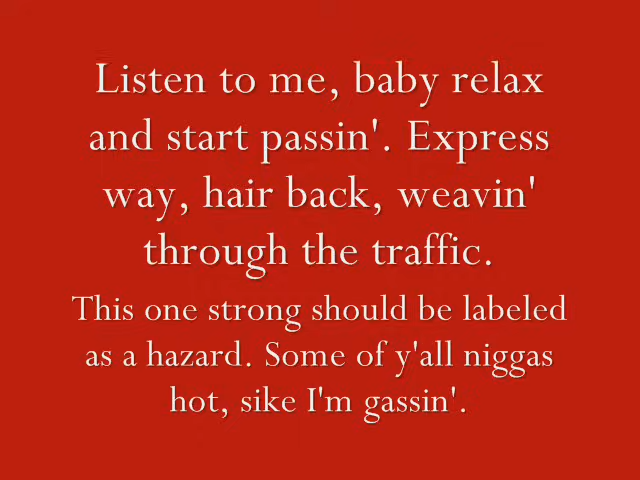 Listen to me, baby relax
and start passin'. Express
way, hair back, weavin'
through the traffic.
This one strong should be labeled
as a hazard. Some of y'all niggas
hot, sike I'm gassin'.